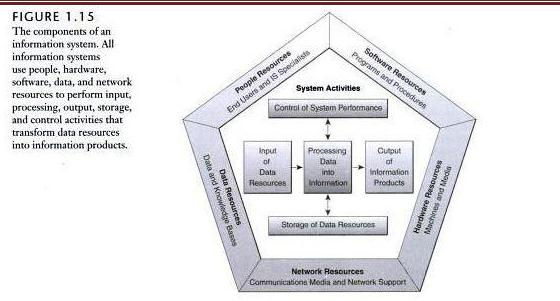 FIGURE 1.15
The components of an
information system. All
information systems
use people, hardware,
software, data, and network
resources to perform input,
processing, output, storage,
and control activities that
transform data resources
into information products.
People Resources
End Users and IS Specialists
Software Resources
Programs and Procedures
System Activities
Control of System Performance
Input
of
Data
Resources
Processing
Data
into
Information
Output
of
Information
Products
Storage of Data Resources
Data Resources
Data and Knowledge Bases
Hardware Resources
Machines and Media
Network Resources
Communications Media and Network Support